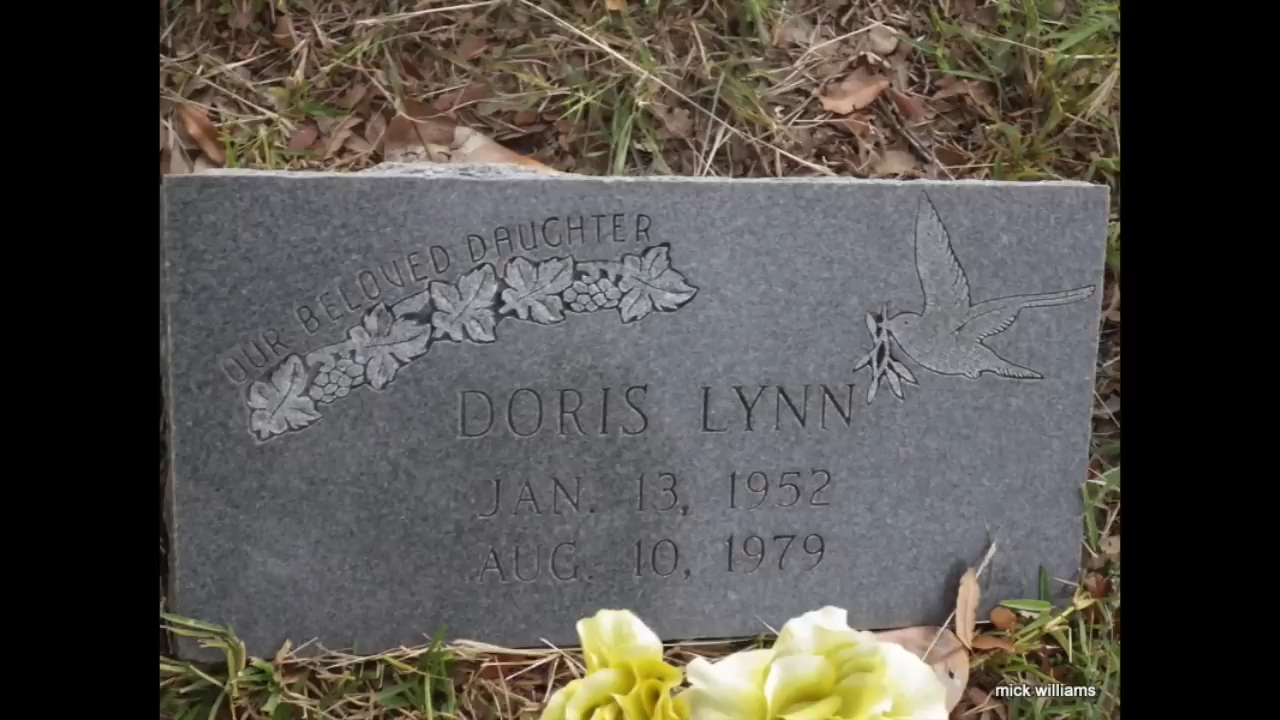 OUR BELOVED DAUGHTER
DORIS LYNN
JAN. 13, 1952
AUG. 10, 1979
mick williams